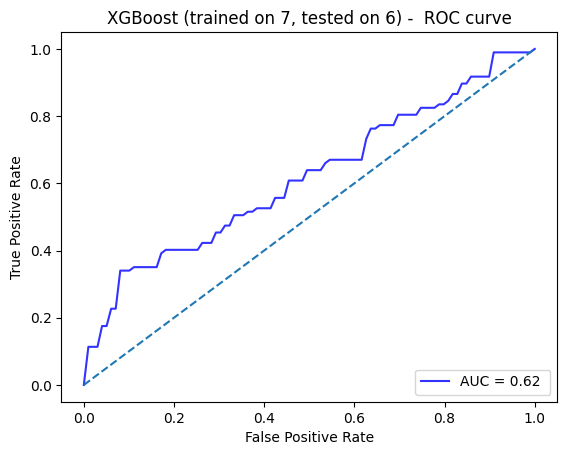 XGBoost (trained on 7, tested on 6) -  ROC curve
True Positive Rate
1.0
0.8
0.6
0.4
0.2
0.0
AUC = 0.62
0.0 0.2 0.4 0.6 0.8 1.0
False Positive Rate